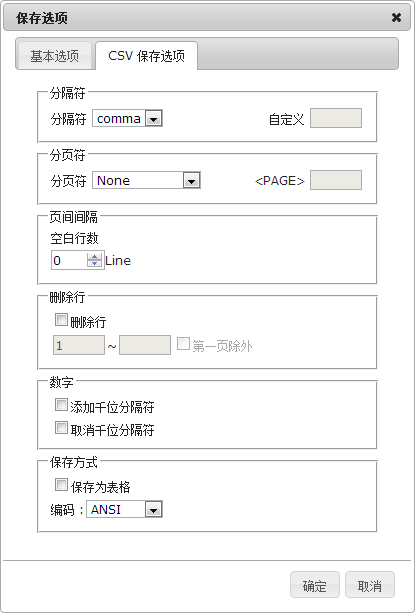 保存选项
基本选项 CSV 保存选项
分隔符
分隔符 comma 自定义
分页符
分页符 None <PAGE>
页间间隔
空白行数
0 Line
删除行
删除行
1 ~ 第一页除外
数字
添加千位分隔符
取消千位分隔符
保存方式
保存为表格
编码 : ANSI
确定 取消